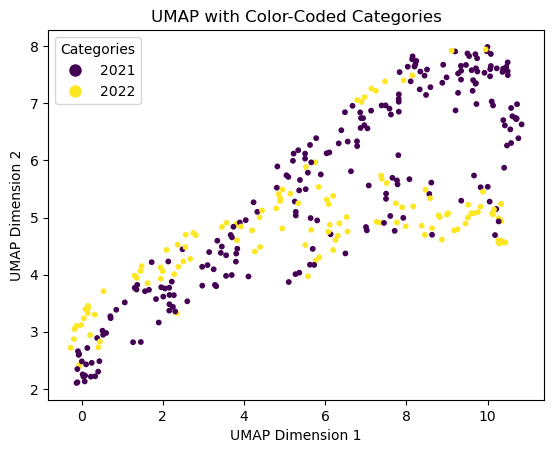 UMAP with Color-Coded Categories
Categories
2021
2022
8
7
6
5
4
3
2
UMAP Dimension 2
0 2 4 6 8 10
UMAP Dimension 1